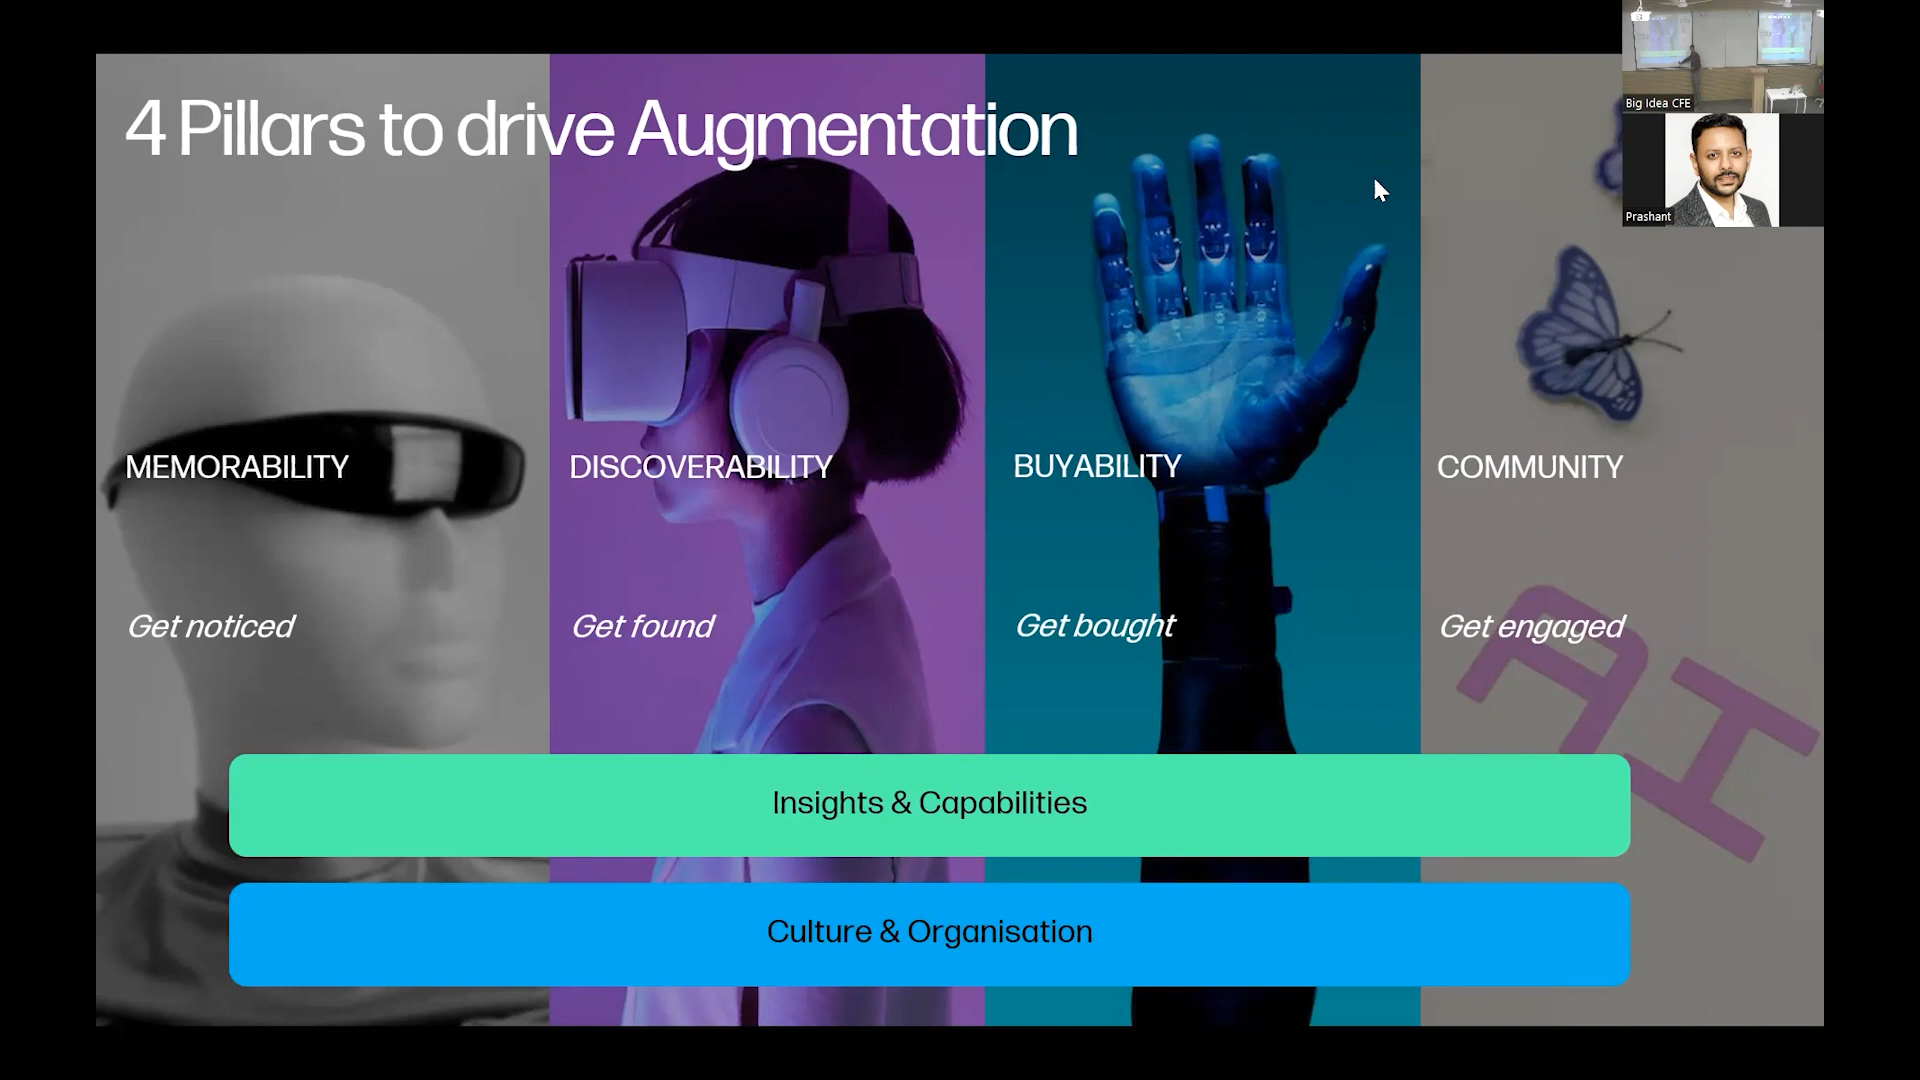 4 Pillars to drive Augmentation
Big Idea CFE
Prashant
MEMORABILITY
DISCOVERABILITY
BUYABILITY
COMMUNITY
Get noticed
Get found
Get bought
Get engaged
AI
Insights & Capabilities
Culture & Organisation